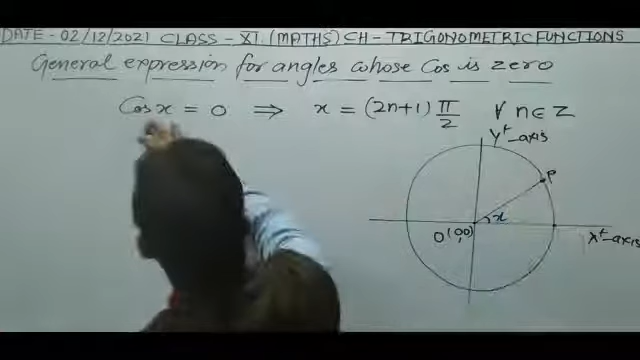 DATE - 02/12/2021 CLASS - XI (MATHS) CH - TRIGONOMETRIC FUNCTIONS
General expression for angles whose Cos is zero
Cos x = 0 ⇒ x = (2n+1) π/2 ∀ n∈Z
Y⁺-axis
P
x
O (0,0)
X⁺-axis